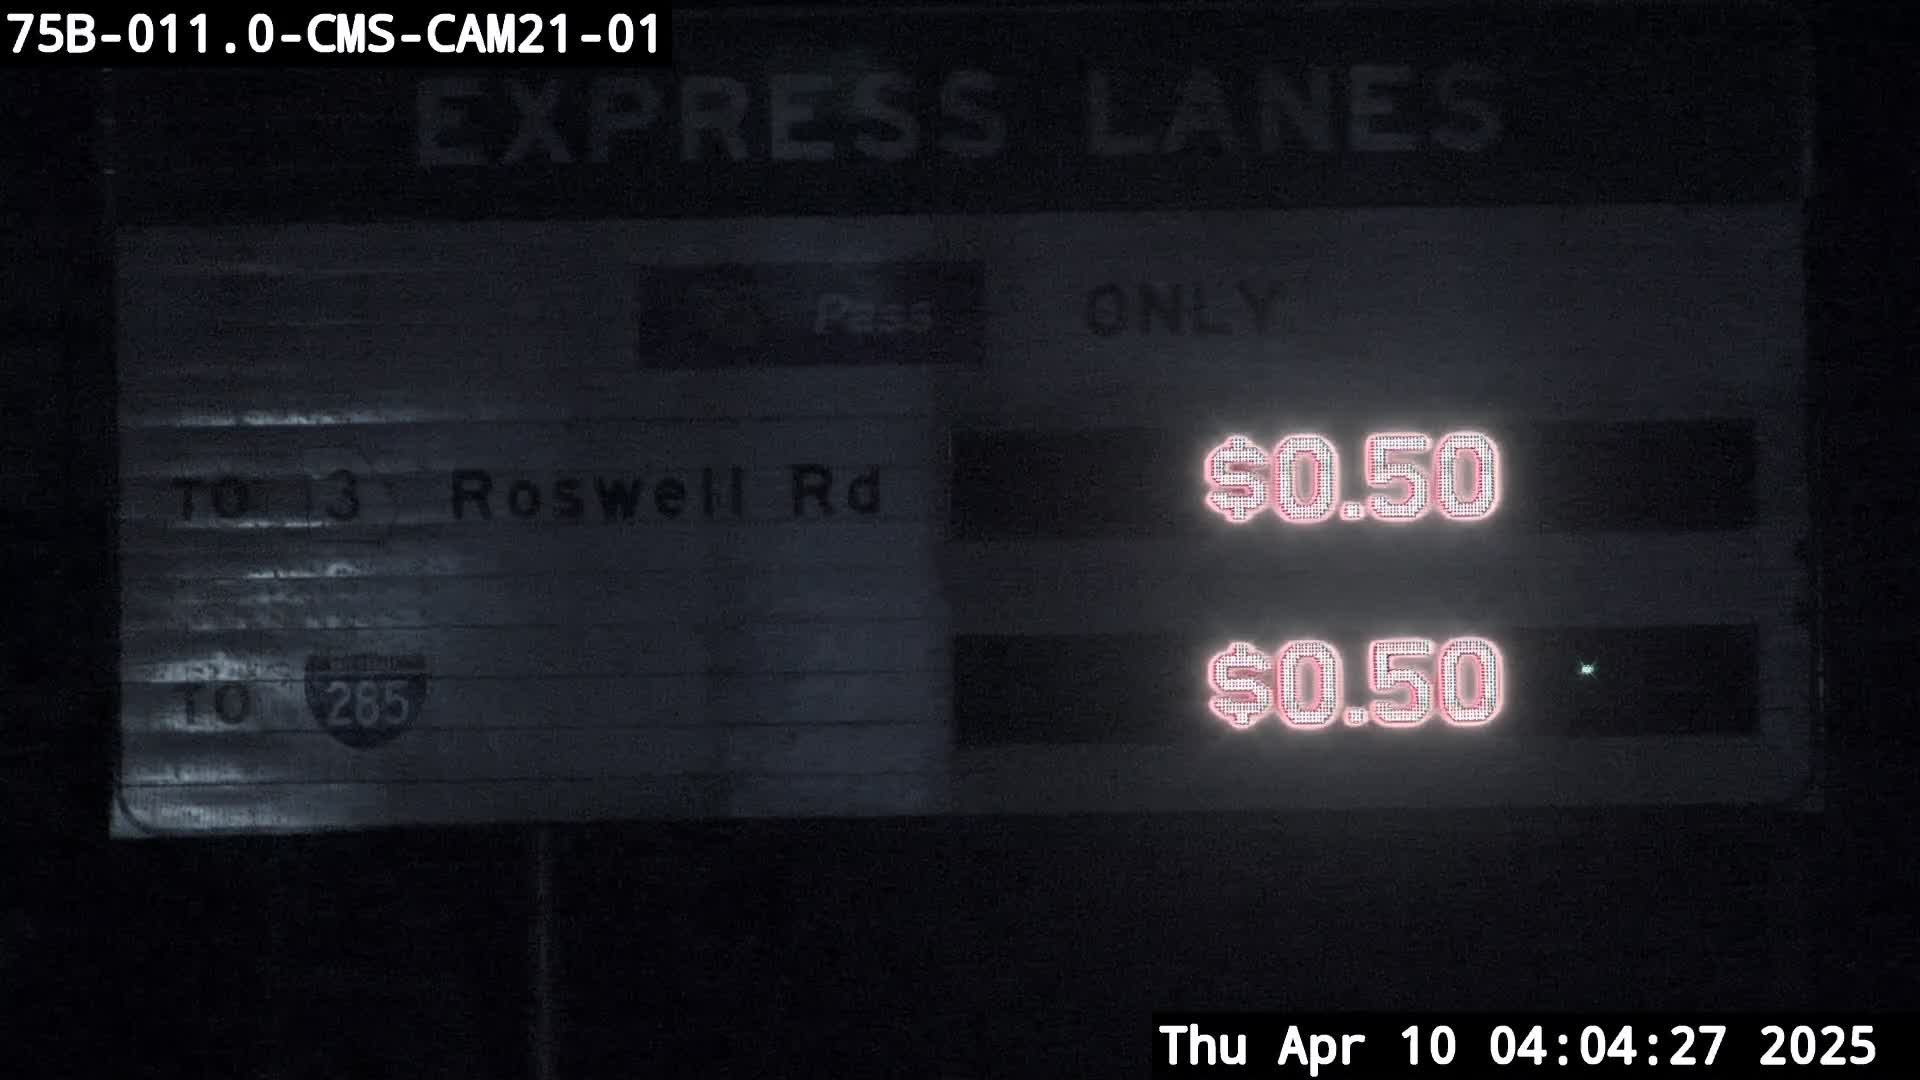 75B-011.0-CMS-CAM21-01
EXPRESS LANES
Pass ONLY
TO 3 Roswell Rd $0.50
TO 285 $0.50
Thu Apr 10 04:04:27 2025